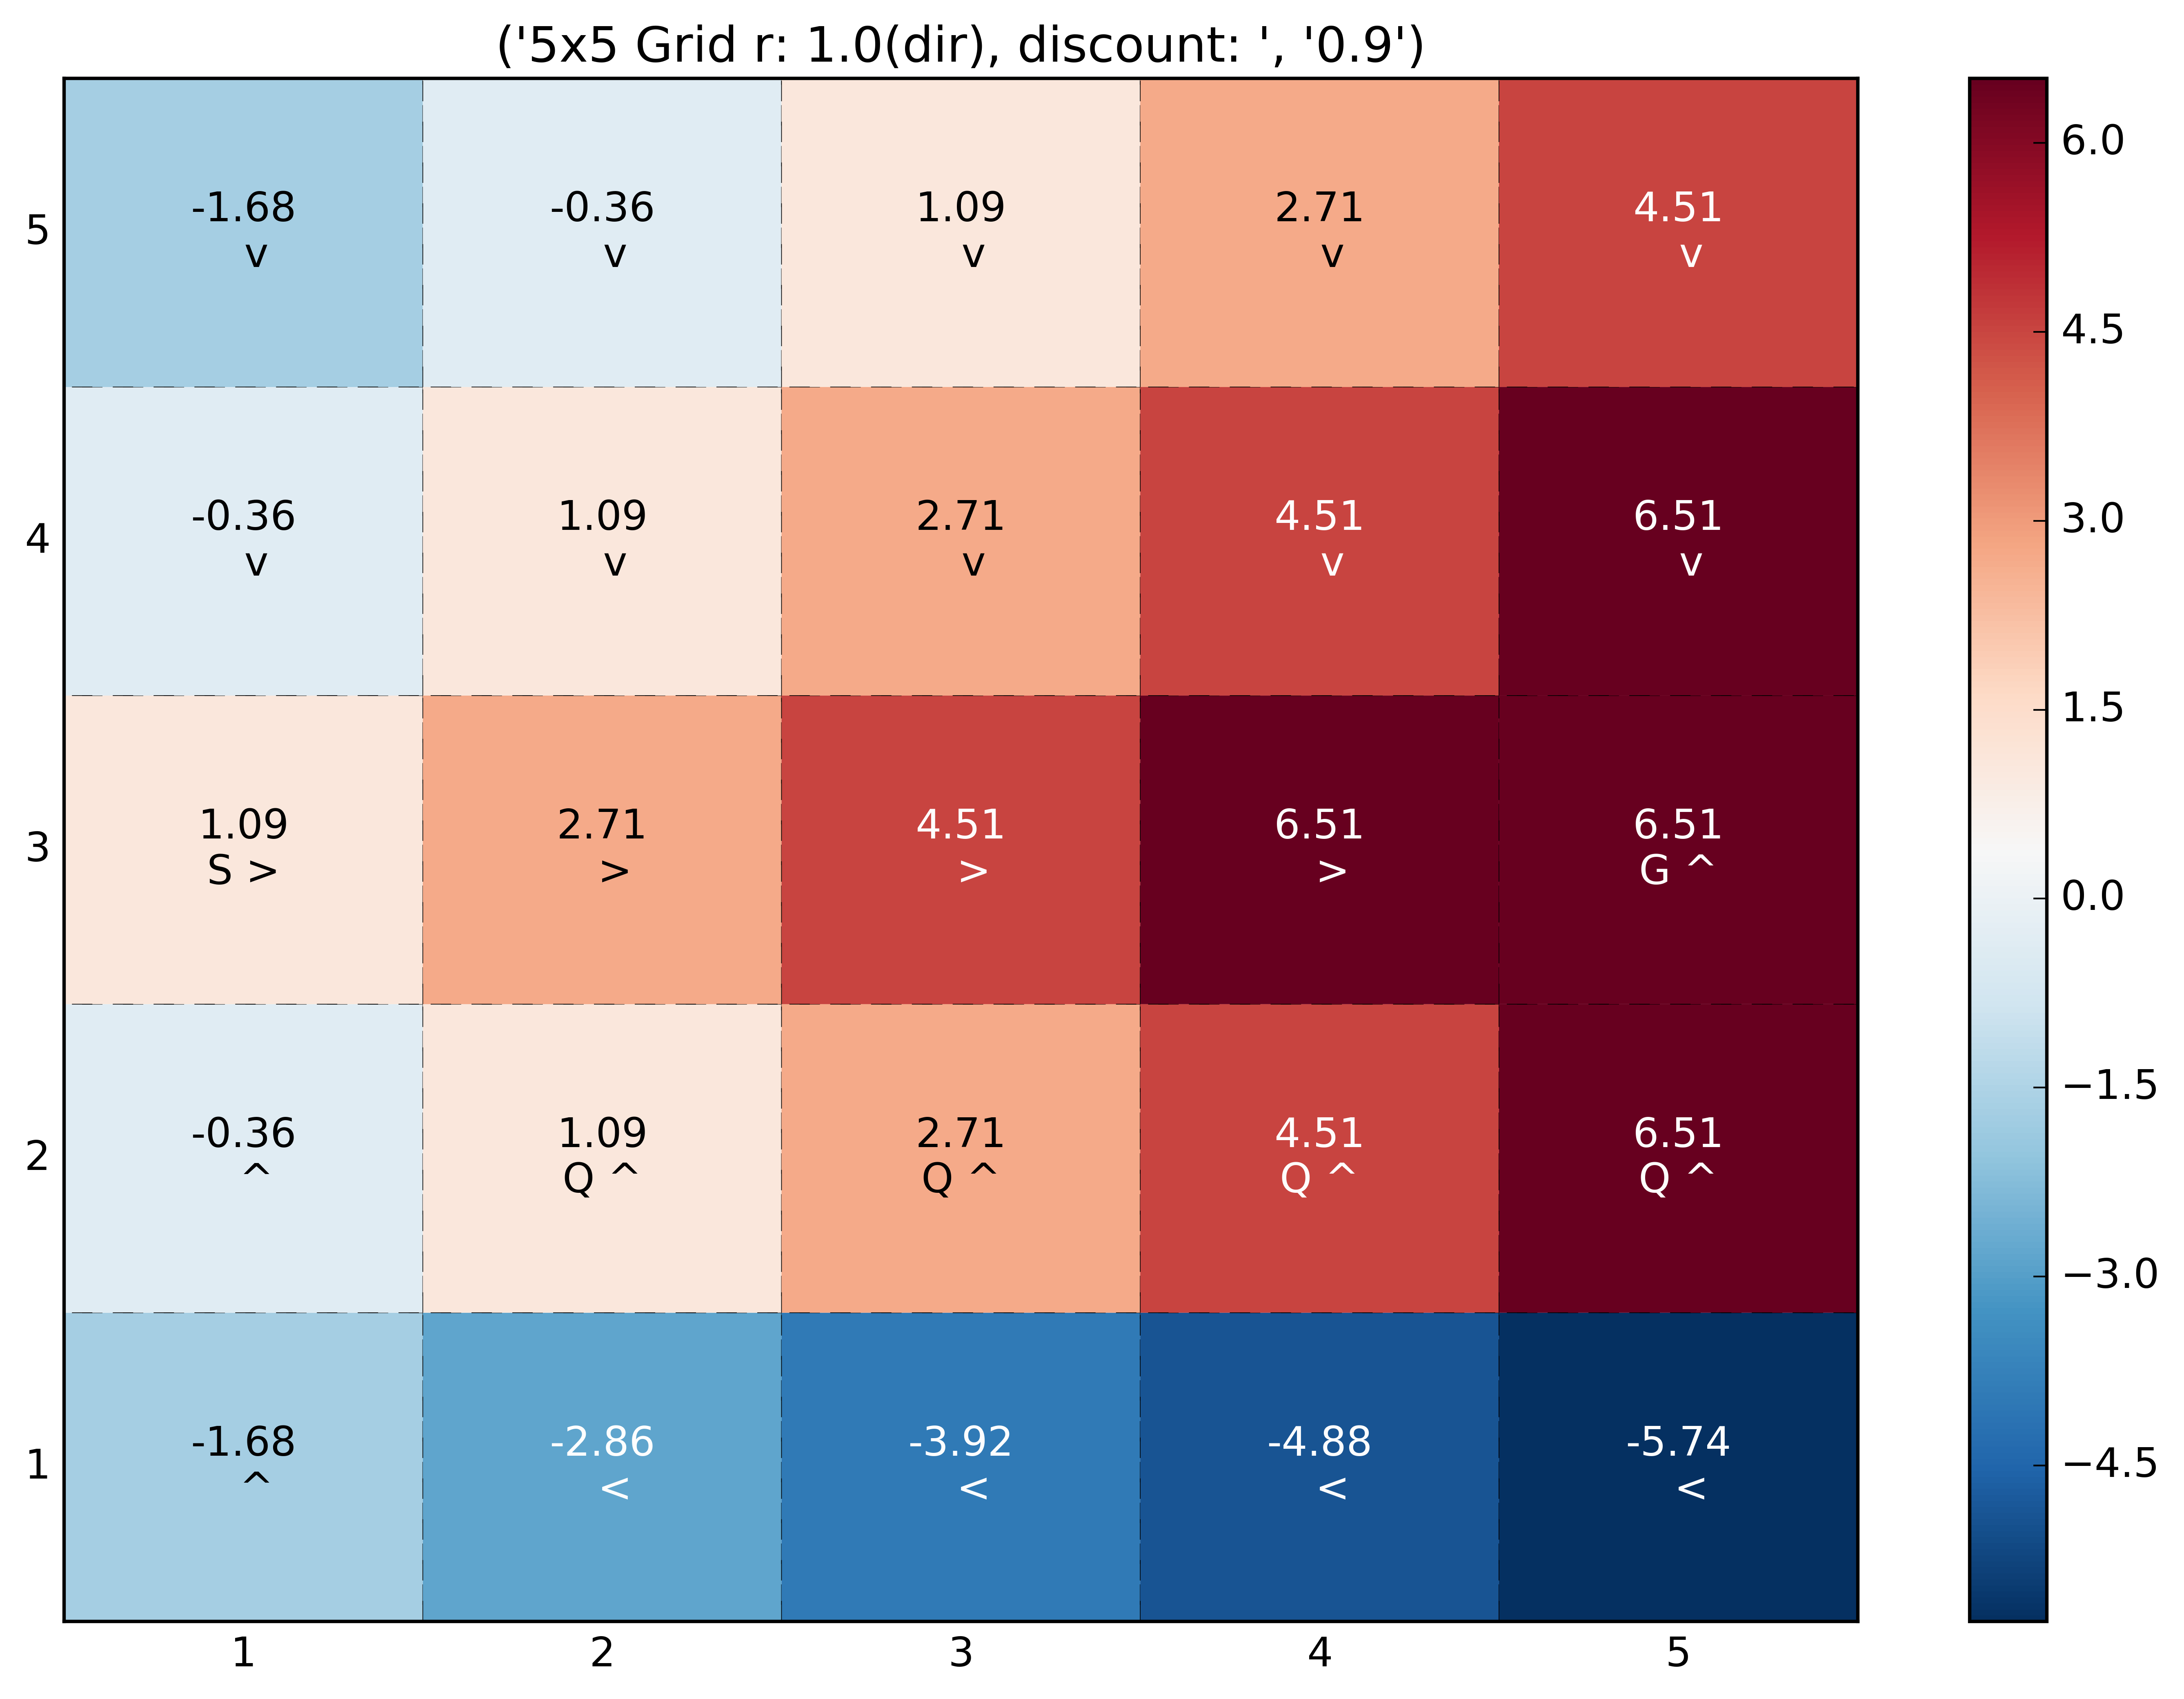 ('5x5 Grid r: 1.0(dir), discount: ', '0.9')
6.0
5 -1.68 -0.36 1.09 2.71 4.51
v v v v v
4.5
4 -0.36 1.09 2.71 4.51 6.51
v v v v v
3.0
1.5
3 1.09 2.71 4.51 6.51 6.51
S > > > > G ^
0.0
−1.5
2 -0.36 1.09 2.71 4.51 6.51
^ Q ^ Q ^ Q ^ Q ^
−3.0
1 -1.68 -2.86 -3.92 -4.88 -5.74
^ < < < <
−4.5
1 2 3 4 5